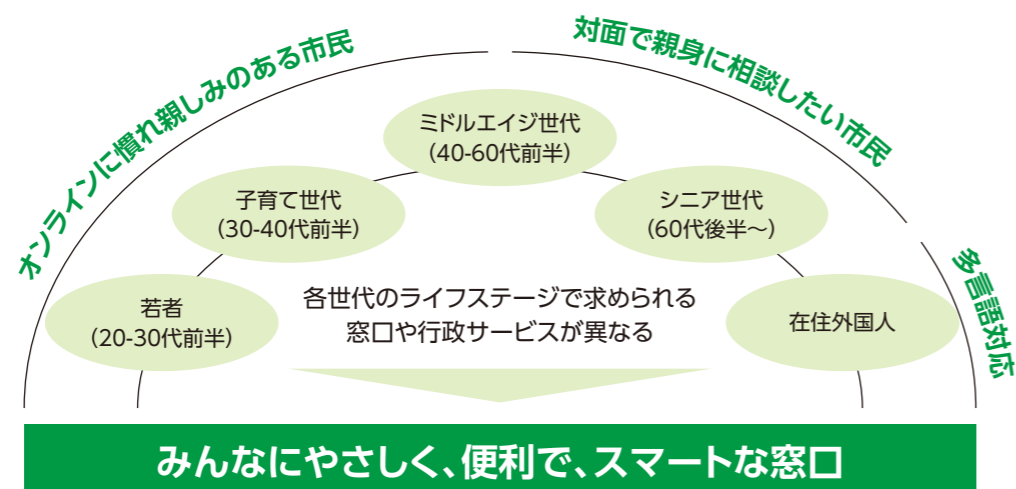 オンラインに慣れ親しみのある市民
対面で親身に相談したい市民
多言語対応
ミドルエイジ世代
(40-60代前半)
子育て世代
(30-40代前半)
シニア世代
(60代後半～)
若者
(20-30代前半)
在住外国人
各世代のライフステージで求められる
窓口や行政サービスが異なる
みんなにやさしく、便利で、スマートな窓口